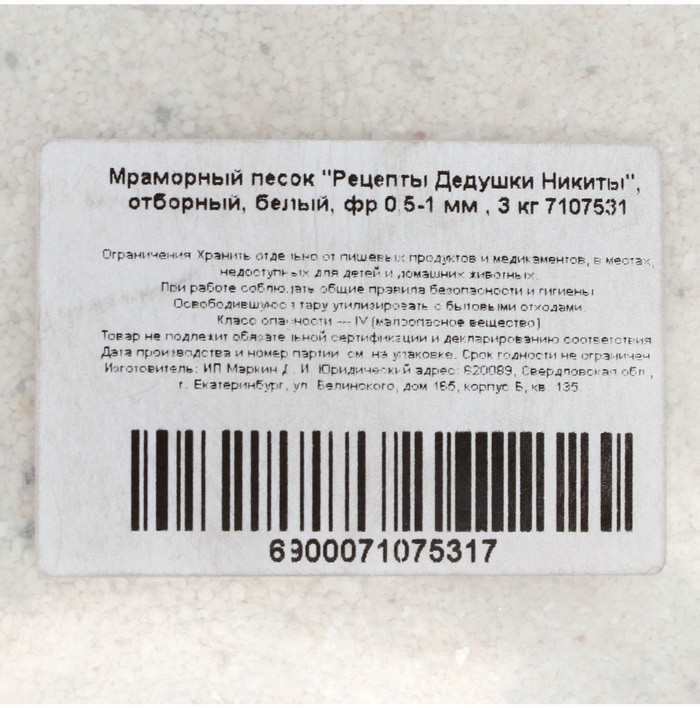 Мраморный песок "Рецепты Дедушки Никиты",
отборный, белый, фр 0,5-1 мм , 3 кг 7107531
Ограничения Хранить отдельно от пищевых продуктов и медикаментов, в местах,
недоступных для детей и домашних животных.
При работе соблюдать общие правила безопасности и гигиены
Освободившуюся тару утилизировать с бытовыми отходами.
Класс опасности — IV (малоопасное вещество)
Товар не подлежит обязательной сертификации и декларированию соответствия
Дата производства и номер партии см. на упаковке. Срок годности не ограничен
Изготовитель: ИП Маркин Д. И. Юридический адрес: 620089, Свердловская обл.,
г. Екатеринбург, ул. Белинского, дом 165, корпус Б, кв. 135.
6900071075317